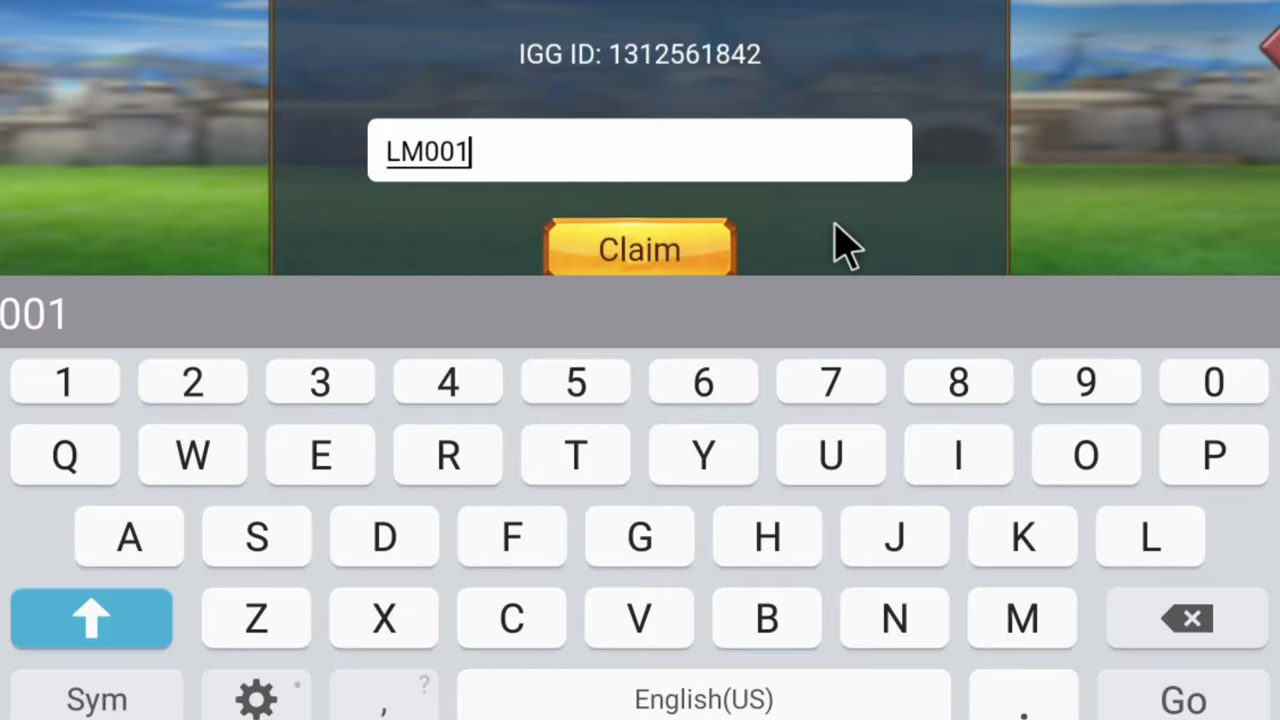 IGG ID: 1312561842
LM001
Claim
001
1 2 3 4 5 6 7 8 9 0
Q W E R T Y U I O P
A S D F G H J K L
Z X C V B N M
Sym , ? English(US) . Go